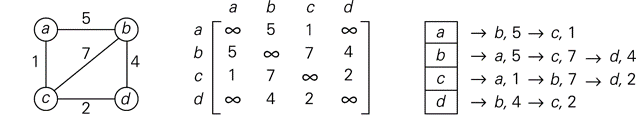 a 5 b
1 7 4
c 2 d
a b c d
a ∞ 5 1 ∞
b 5 ∞ 7 4
c 1 7 ∞ 2
d ∞ 4 2 ∞
a → b, 5 → c, 1
b → a, 5 → c, 7 → d, 4
c → a, 1 → b, 7 → d, 2
d → b, 4 → c, 2